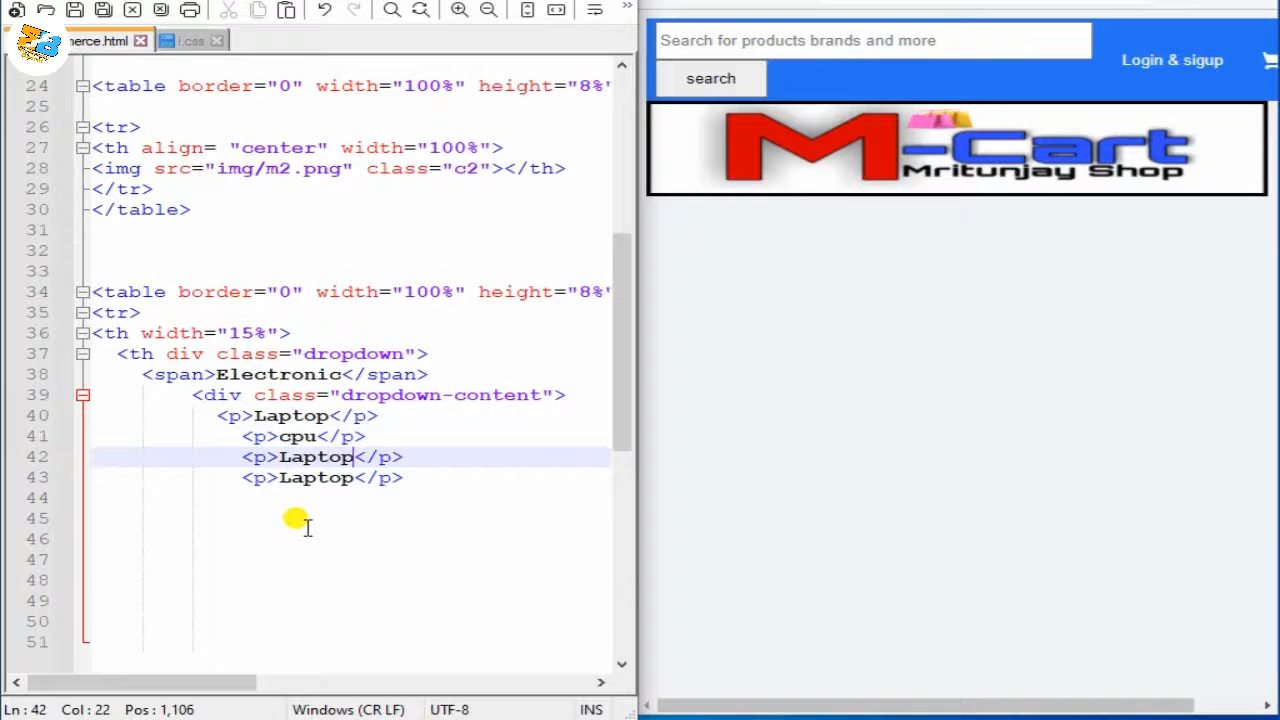 merce.html
i.css
24 <table border="0" width="100%" height="8%"
25
26 <tr>
27 <th align= "center" width="100%">
28 <img src="img/m2.png" class="c2"></th>
29 </tr>
30 </table>
31
32
33
34 <table border="0" width="100%" height="8%"
35 <tr>
36 <th width="15%">
37 <th div class="dropdown">
38 <span>Electronic</span>
39 <div class="dropdown-content">
40 <p>Laptop</p>
41 <p>cpu</p>
42 <p>Laptop</p>
43 <p>Laptop</p>
44
45
46
47
48
49
50
51
Ln : 42 Col : 22 Pos : 1,106 Windows (CR LF) UTF-8 INS
Search for products brands and more
search
Login & sigup
M-Cart
Mritunjay Shop